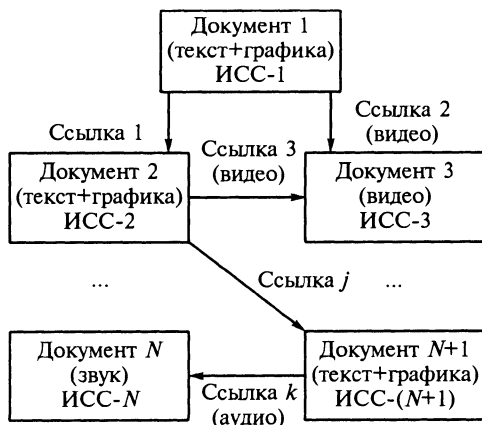 Документ 1
(текст+графика)
ИСС-1
Ссылка 1
Ссылка 2
(видео)
Документ 2
(текст+графика)
ИСС-2
Ссылка 3
(видео)
Документ 3
(видео)
ИСС-3
...
Ссылка j
...
Документ N
(звук)
ИСС-N
Ссылка k
(аудио)
Документ N+1
(текст+графика)
ИСС-(N+1)